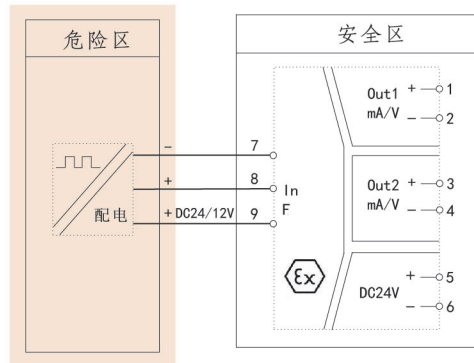 危险区
安全区
配电
－ 7
+ 8
+ DC24/12V 9
In
F
Ex
Out1
mA/V
+ 1
－ 2
Out2
mA/V
+ 3
－ 4
DC24V
+ 5
－ 6